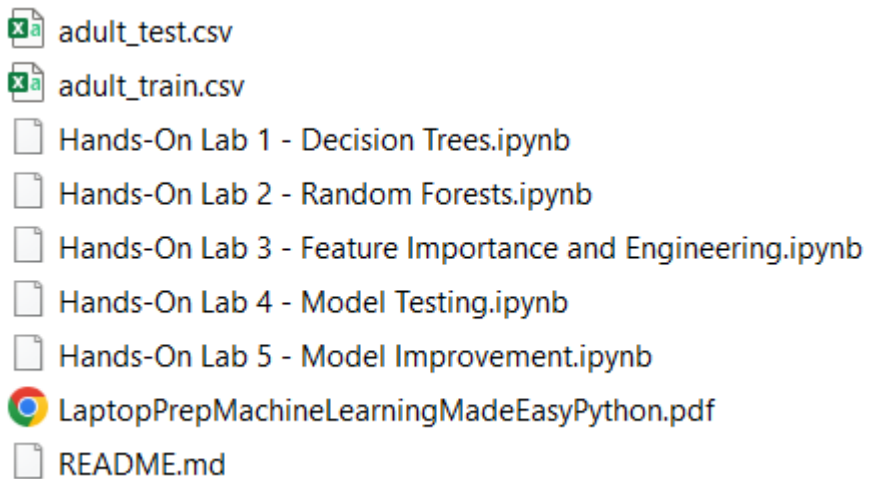 adult_test.csv
adult_train.csv
Hands-On Lab 1 - Decision Trees.ipynb
Hands-On Lab 2 - Random Forests.ipynb
Hands-On Lab 3 - Feature Importance and Engineering.ipynb
Hands-On Lab 4 - Model Testing.ipynb
Hands-On Lab 5 - Model Improvement.ipynb
LaptopPrepMachineLearningMadeEasyPython.pdf
README.md